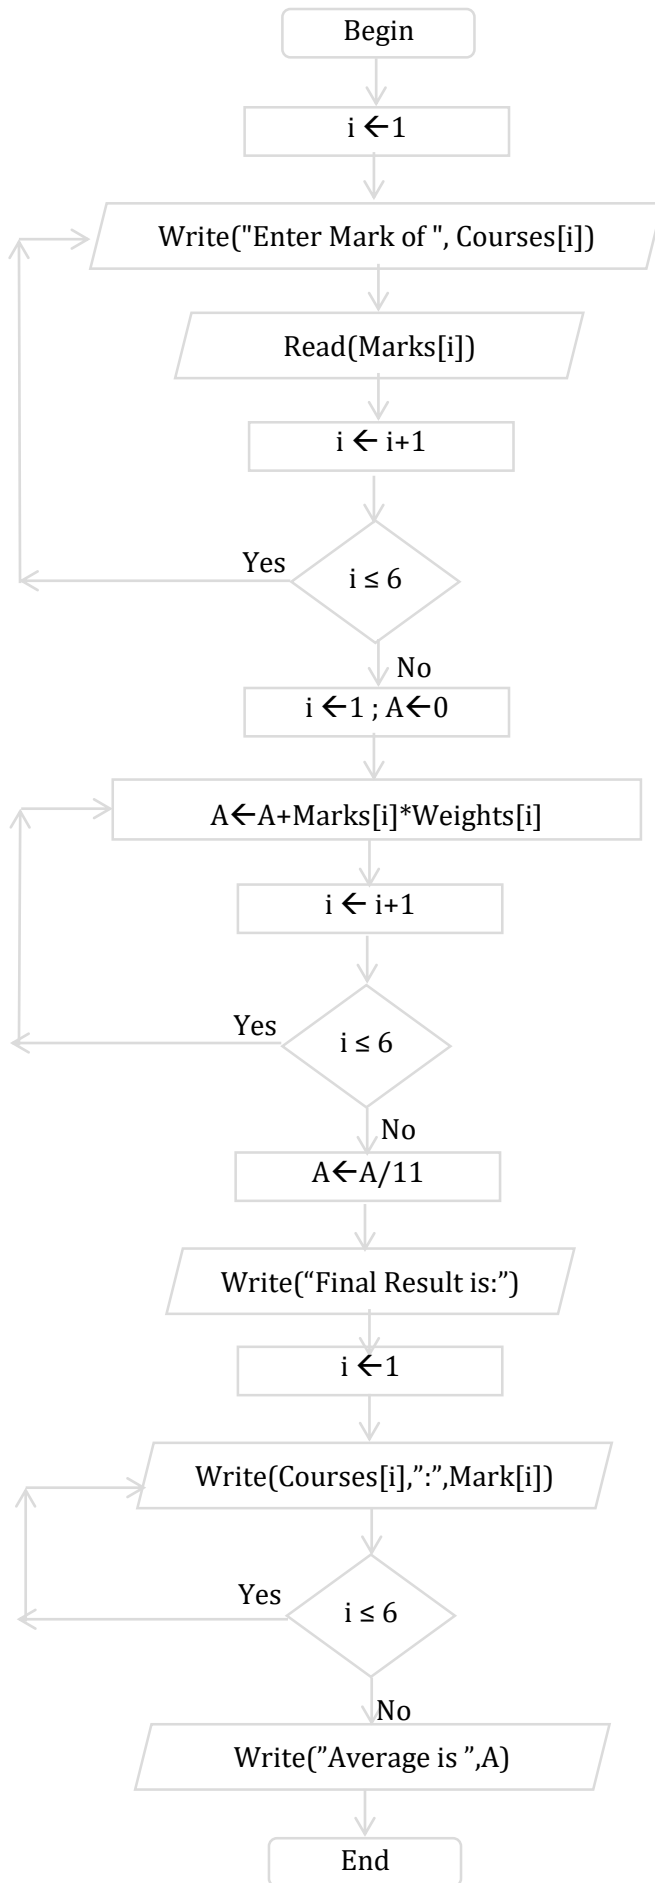 Begin
i ←1
Write("Enter Mark of ", Courses[i])
Read(Marks[i])
i ← i+1
Yes
i ≤ 6
No
i ←1 ; A←0
A←A+Marks[i]*Weights[i]
i ← i+1
Yes
i ≤ 6
No
A←A/11
Write(“Final Result is:”)
i ←1
Write(Courses[i],”:”,Mark[i])
Yes
i ≤ 6
No
Write(”Average is ”,A)
End